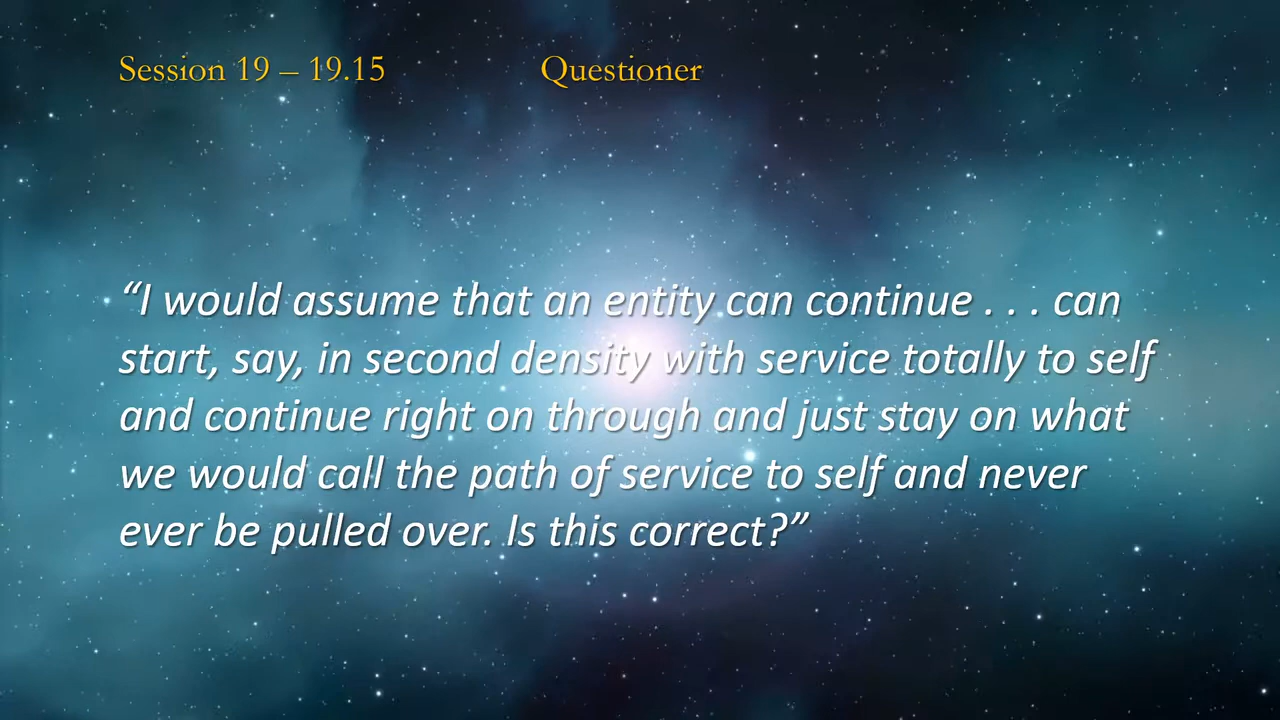 Session 19 – 19.15 Questioner
“I would assume that an entity can continue . . . can
start, say, in second density with service totally to self
and continue right on through and just stay on what
we would call the path of service to self and never
ever be pulled over. Is this correct?”